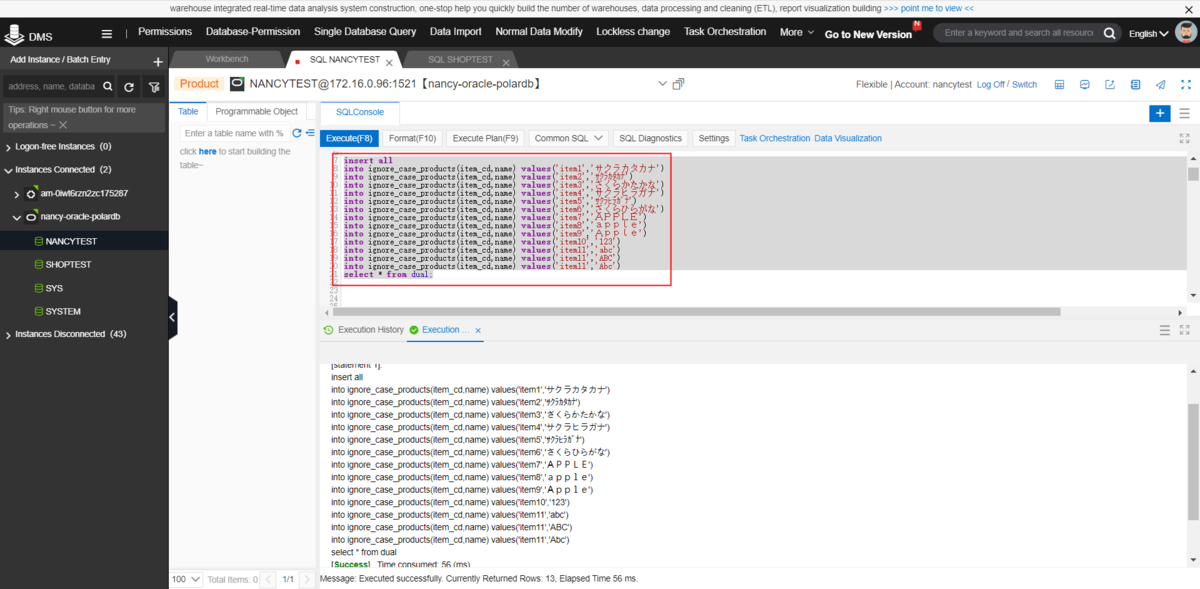 warehouse integrated real-time data analysis system construction, one-stop help you quickly build the number of warehouses, data processing and cleaning (ETL), report visualization building >>> point me to view <<
DMS
Permissions Database-Permission Single Database Query Data Import Normal Data Modify Lockless change Task Orchestration More Go to New Version N Enter a keyword and search all resourc English
Add Instance / Batch Entry
Workbench SQL NANCYTEST SQL SHOPTEST
address, name, databa
Product NANCYTEST@172.16.0.96:1521【nancy-oracle-polardb】 Flexible | Account: nancytest Log Off / Switch
Tips: Right mouse button for more
operations ~
Table Programmable Object SQLConsole
Enter a table name with %
Execute(F8) Format(F10) Execute Plan(F9) Common SQL SQL Diagnostics Settings Task Orchestration Data Visualization
click here to start building the
table~
Logon-free Instances (0)
Instances Connected (2)
am-0iwt6rzn2zc175287
nancy-oracle-polardb
NANCYTEST
SHOPTEST
SYS
SYSTEM
Instances Disconnected (43)
7 insert all
8 into ignore_case_products(item_cd,name) values('item1','サクラカタカナ')
9 into ignore_case_products(item_cd,name) values('item2','ｻｸﾗｶﾀｶﾅ')
10 into ignore_case_products(item_cd,name) values('item3','さくらかたかな')
11 into ignore_case_products(item_cd,name) values('item4','サクラヒラガナ')
12 into ignore_case_products(item_cd,name) values('item5','ｻｸﾗﾋﾗｶﾞﾅ')
13 into ignore_case_products(item_cd,name) values('item6','さくらひらがな')
14 into ignore_case_products(item_cd,name) values('item7','ＡＰＰＬＥ')
15 into ignore_case_products(item_cd,name) values('item8','ａｐｐｌｅ')
16 into ignore_case_products(item_cd,name) values('item9','Ａｐｐｌｅ')
17 into ignore_case_products(item_cd,name) values('item10','123')
18 into ignore_case_products(item_cd,name) values('item11','abc')
19 into ignore_case_products(item_cd,name) values('item11','ABC')
20 into ignore_case_products(item_cd,name) values('item11','Abc')
21 select * from dual;
22
23
24
25
Execution History Execution ...
[statement 1]:
insert all
into ignore_case_products(item_cd,name) values('item1','サクラカタカナ')
into ignore_case_products(item_cd,name) values('item2','ｻｸﾗｶﾀｶﾅ')
into ignore_case_products(item_cd,name) values('item3','さくらかたかな')
into ignore_case_products(item_cd,name) values('item4','サクラヒラガナ')
into ignore_case_products(item_cd,name) values('item5','ｻｸﾗﾋﾗｶﾞﾅ')
into ignore_case_products(item_cd,name) values('item6','さくらひらがな')
into ignore_case_products(item_cd,name) values('item7','ＡＰＰＬＥ')
into ignore_case_products(item_cd,name) values('item8','ａｐｐｌｅ')
into ignore_case_products(item_cd,name) values('item9','Ａｐｐｌｅ')
into ignore_case_products(item_cd,name) values('item10','123')
into ignore_case_products(item_cd,name) values('item11','abc')
into ignore_case_products(item_cd,name) values('item11','ABC')
into ignore_case_products(item_cd,name) values('item11','Abc')
select * from dual
[Success] Time consumed: 56 (ms)
100 Total Items: 0 1/1
Message: Executed successfully. Currently Returned Rows: 13, Elapsed Time 56 ms.